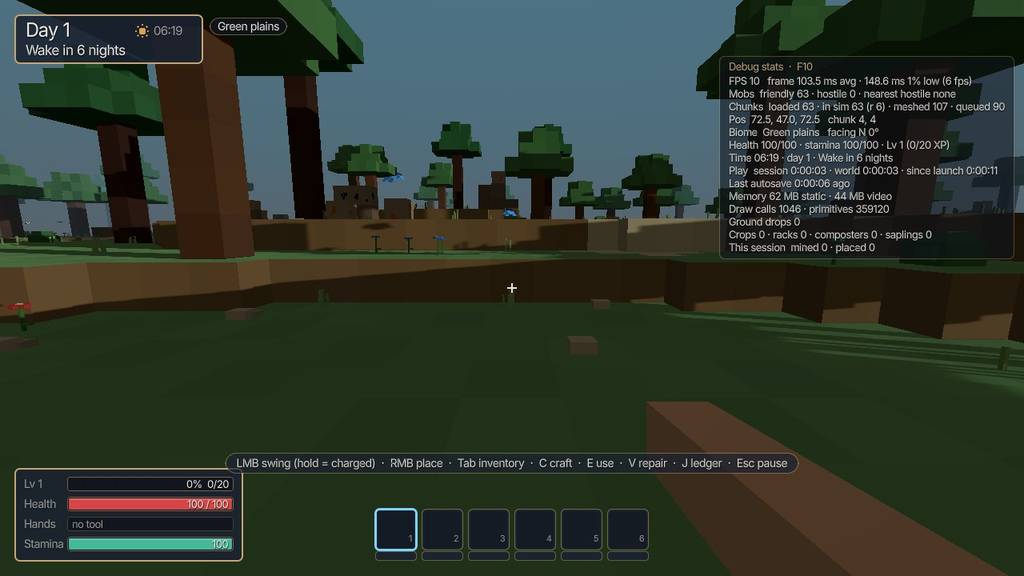 Day 1 06:19
Wake in 6 nights
Green plains
Debug stats · F10
FPS 10 frame 103.5 ms avg · 148.6 ms 1% low (6 fps)
Mobs friendly 63 · hostile 0 · nearest hostile none
Chunks loaded 63 · in sim 63 (r 6) · meshed 107 · queued 90
Pos 72.5, 47.0, 72.5 chunk 4, 4
Biome Green plains facing N 0°
Health 100/100 · stamina 100/100 · Lv 1 (0/20 XP)
Time 06:19 · day 1 · Wake in 6 nights
Play session 0:00:03 · world 0:00:03 · since launch 0:00:11
Last autosave 0:00:06 ago
Memory 62 MB static · 44 MB video
Draw calls 1046 · primitives 359120
Ground drops 0
Crops 0 · racks 0 · composters 0 · saplings 0
This session mined 0 · placed 0
LMB swing (hold = charged) · RMB place · Tab inventory · C craft · E use · V repair · J ledger · Esc pause
Lv 1 0% 0/20
Health 100 / 100
Hands no tool
Stamina 100
1 2 3 4 5 6